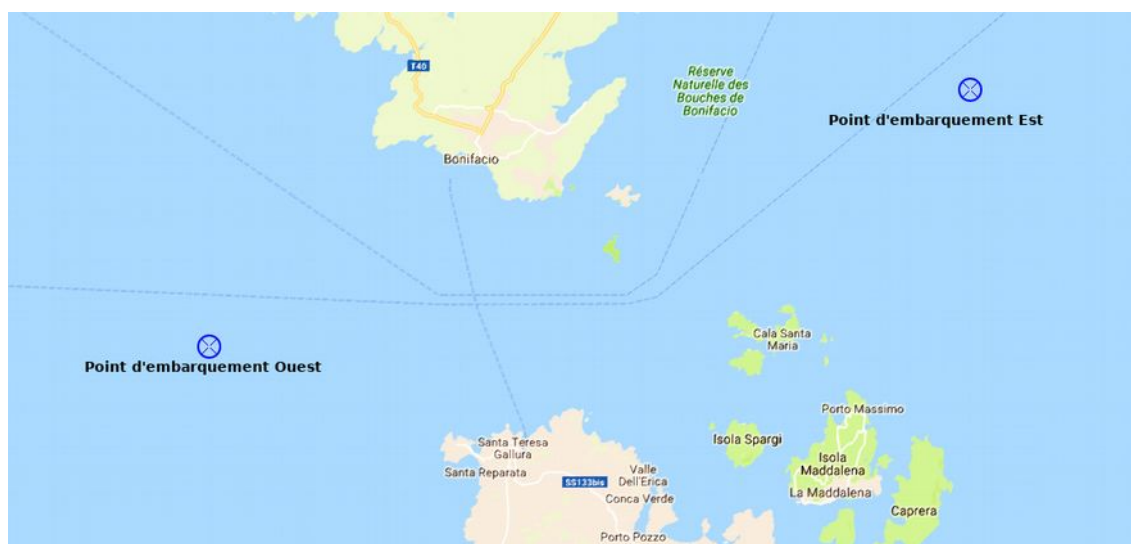 T40
Réserve
Naturelle des
Bouches de
Bonifacio
Point d'embarquement Est
Bonifacio
Cala Santa
Maria
Point d'embarquement Ouest
Porto Massimo
Santa Teresa
Gallura
Isola Spargi
Isola
Maddalena
Santa Reparata
SS133bis
Valle
Dell'Erica
Conca Verde
La Maddalena
Caprera
Porto Pozzo